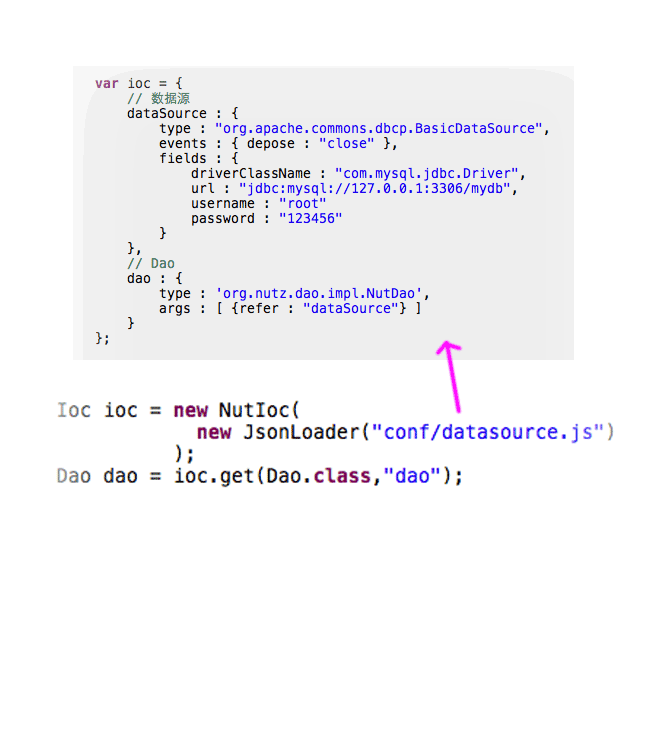 var ioc = {
// 数据源
dataSource : {
type : "org.apache.commons.dbcp.BasicDataSource",
events : { depose : "close" },
fields : {
driverClassName : "com.mysql.jdbc.Driver",
url : "jdbc:mysql://127.0.0.1:3306/mydb",
username : "root"
password : "123456"
}
},
// Dao
dao : {
type : 'org.nutz.dao.impl.NutDao',
args : [ {refer : "dataSource"} ]
}
};
Ioc ioc = new NutIoc(
new JsonLoader("conf/datasource.js")
);
Dao dao = ioc.get(Dao.class,"dao");